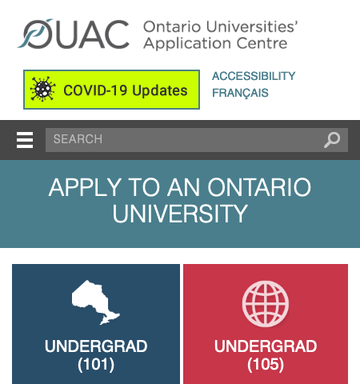 OUAC
Ontario Universities'
Application Centre
COVID-19 Updates
ACCESSIBILITY
FRANÇAIS
SEARCH
APPLY TO AN ONTARIO
UNIVERSITY
UNDERGRAD
(101)
UNDERGRAD
(105)